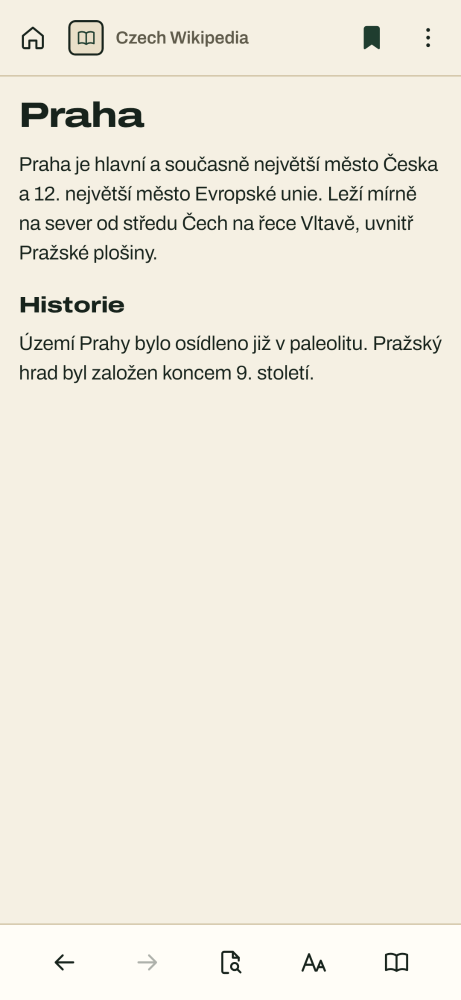 Czech Wikipedia
Praha
Praha je hlavní a současně největší město Česka
a 12. největší město Evropské unie. Leží mírně
na sever od středu Čech na řece Vltavě, uvnitř
Pražské plošiny.
Historie
Území Prahy bylo osídleno již v paleolitu. Pražský
hrad byl založen koncem 9. století.
AA